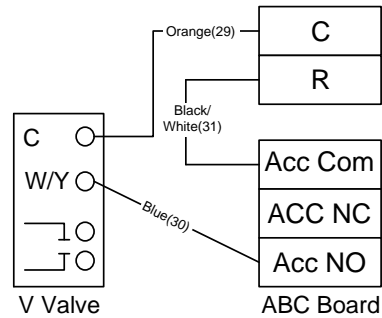 Orange(29)
C
R
Black/
White(31)
C
Acc Com
W/Y
ACC NC
Blue(30)
Acc NO
V Valve
ABC Board